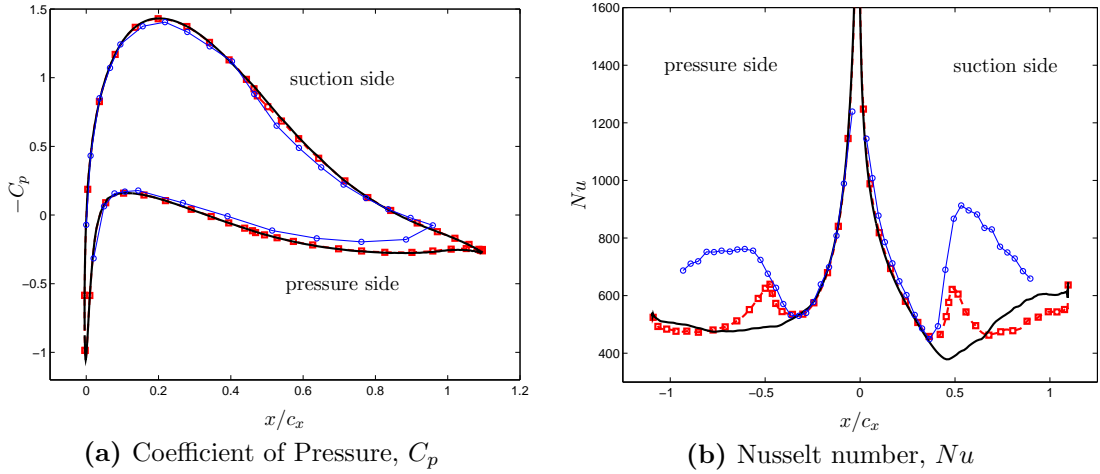 1.5
1
0.5
0
−0.5
−1
0
0.2
0.4
0.6
0.8
1
1.2
suction side
pressure side
−C_p
x/c_x
(a) Coefficient of Pressure, C_p
1600
1400
1200
1000
800
600
400
−1
−0.5
0
0.5
1
pressure side
suction side
Nu
x/c_x
(b) Nusselt number, Nu